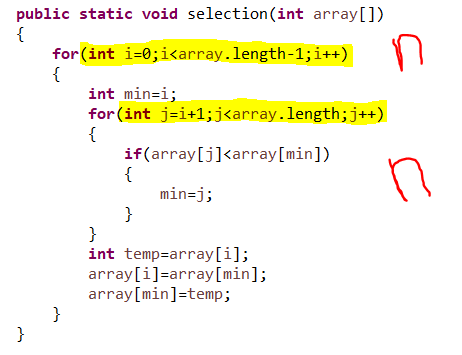 public static void selection(int array[])
{
for(int i=0;i<array.length-1;i++) n
{
int min=i;
for(int j=i+1;j<array.length;j++)
{
if(array[j]<array[min])
{ n
min=j;
}
}
int temp=array[i];
array[i]=array[min];
array[min]=temp;
}
}